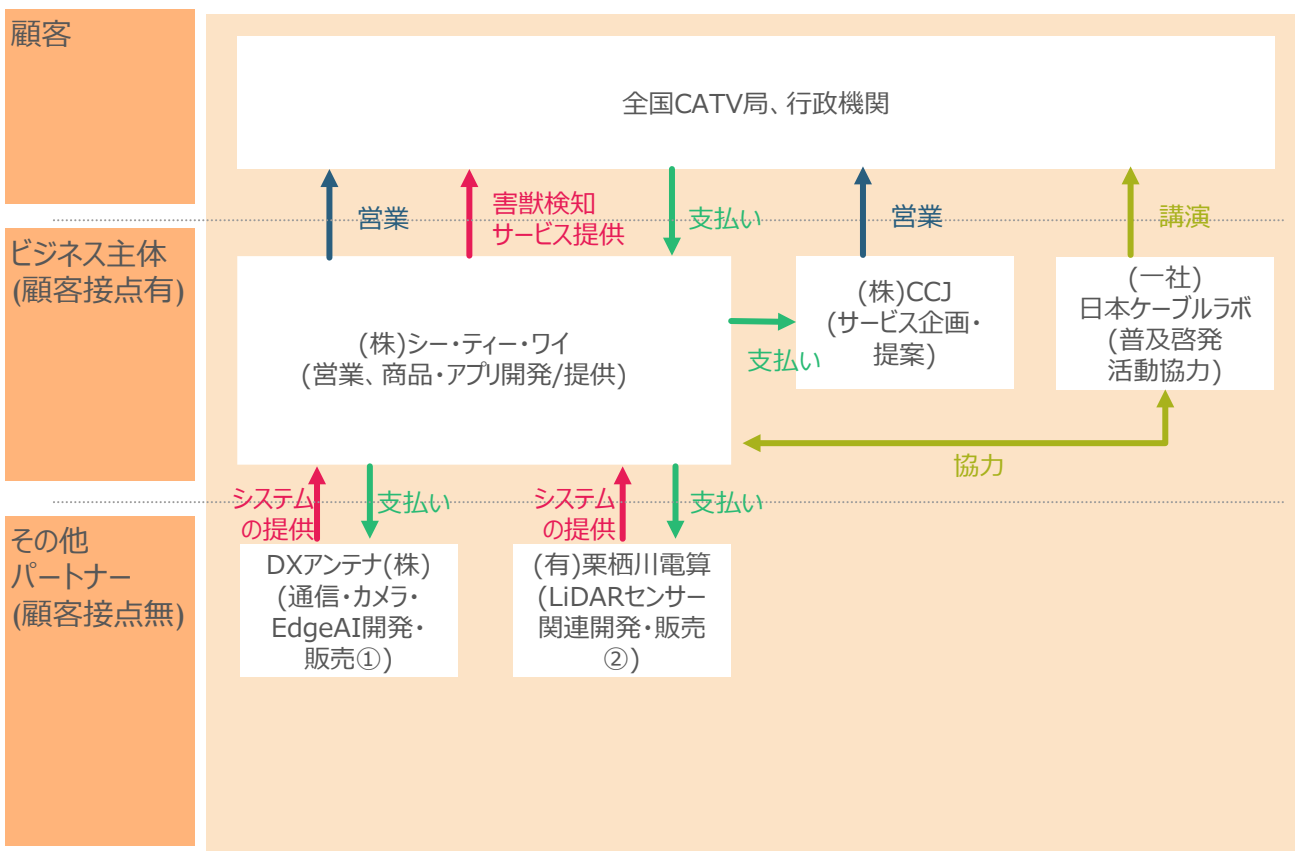 顧客
全国CATV局、行政機関
営業
害獣検知
サービス提供
支払い
営業
講演
ビジネス主体
(顧客接点有)
(株)シー・ティー・ワイ
(営業、商品・アプリ開発/提供)
支払い
(株)CCJ
(サービス企画・
提案)
(一社)
日本ケーブルラボ
(普及啓発
活動協力)
協力
システム
の提供
支払い
システム
の提供
支払い
その他
パートナー
(顧客接点無)
DXアンテナ(株)
(通信・カメラ・
EdgeAI開発・
販売①)
(有)栗栖川電算
(LiDARセンサー
関連開発・販売
②)